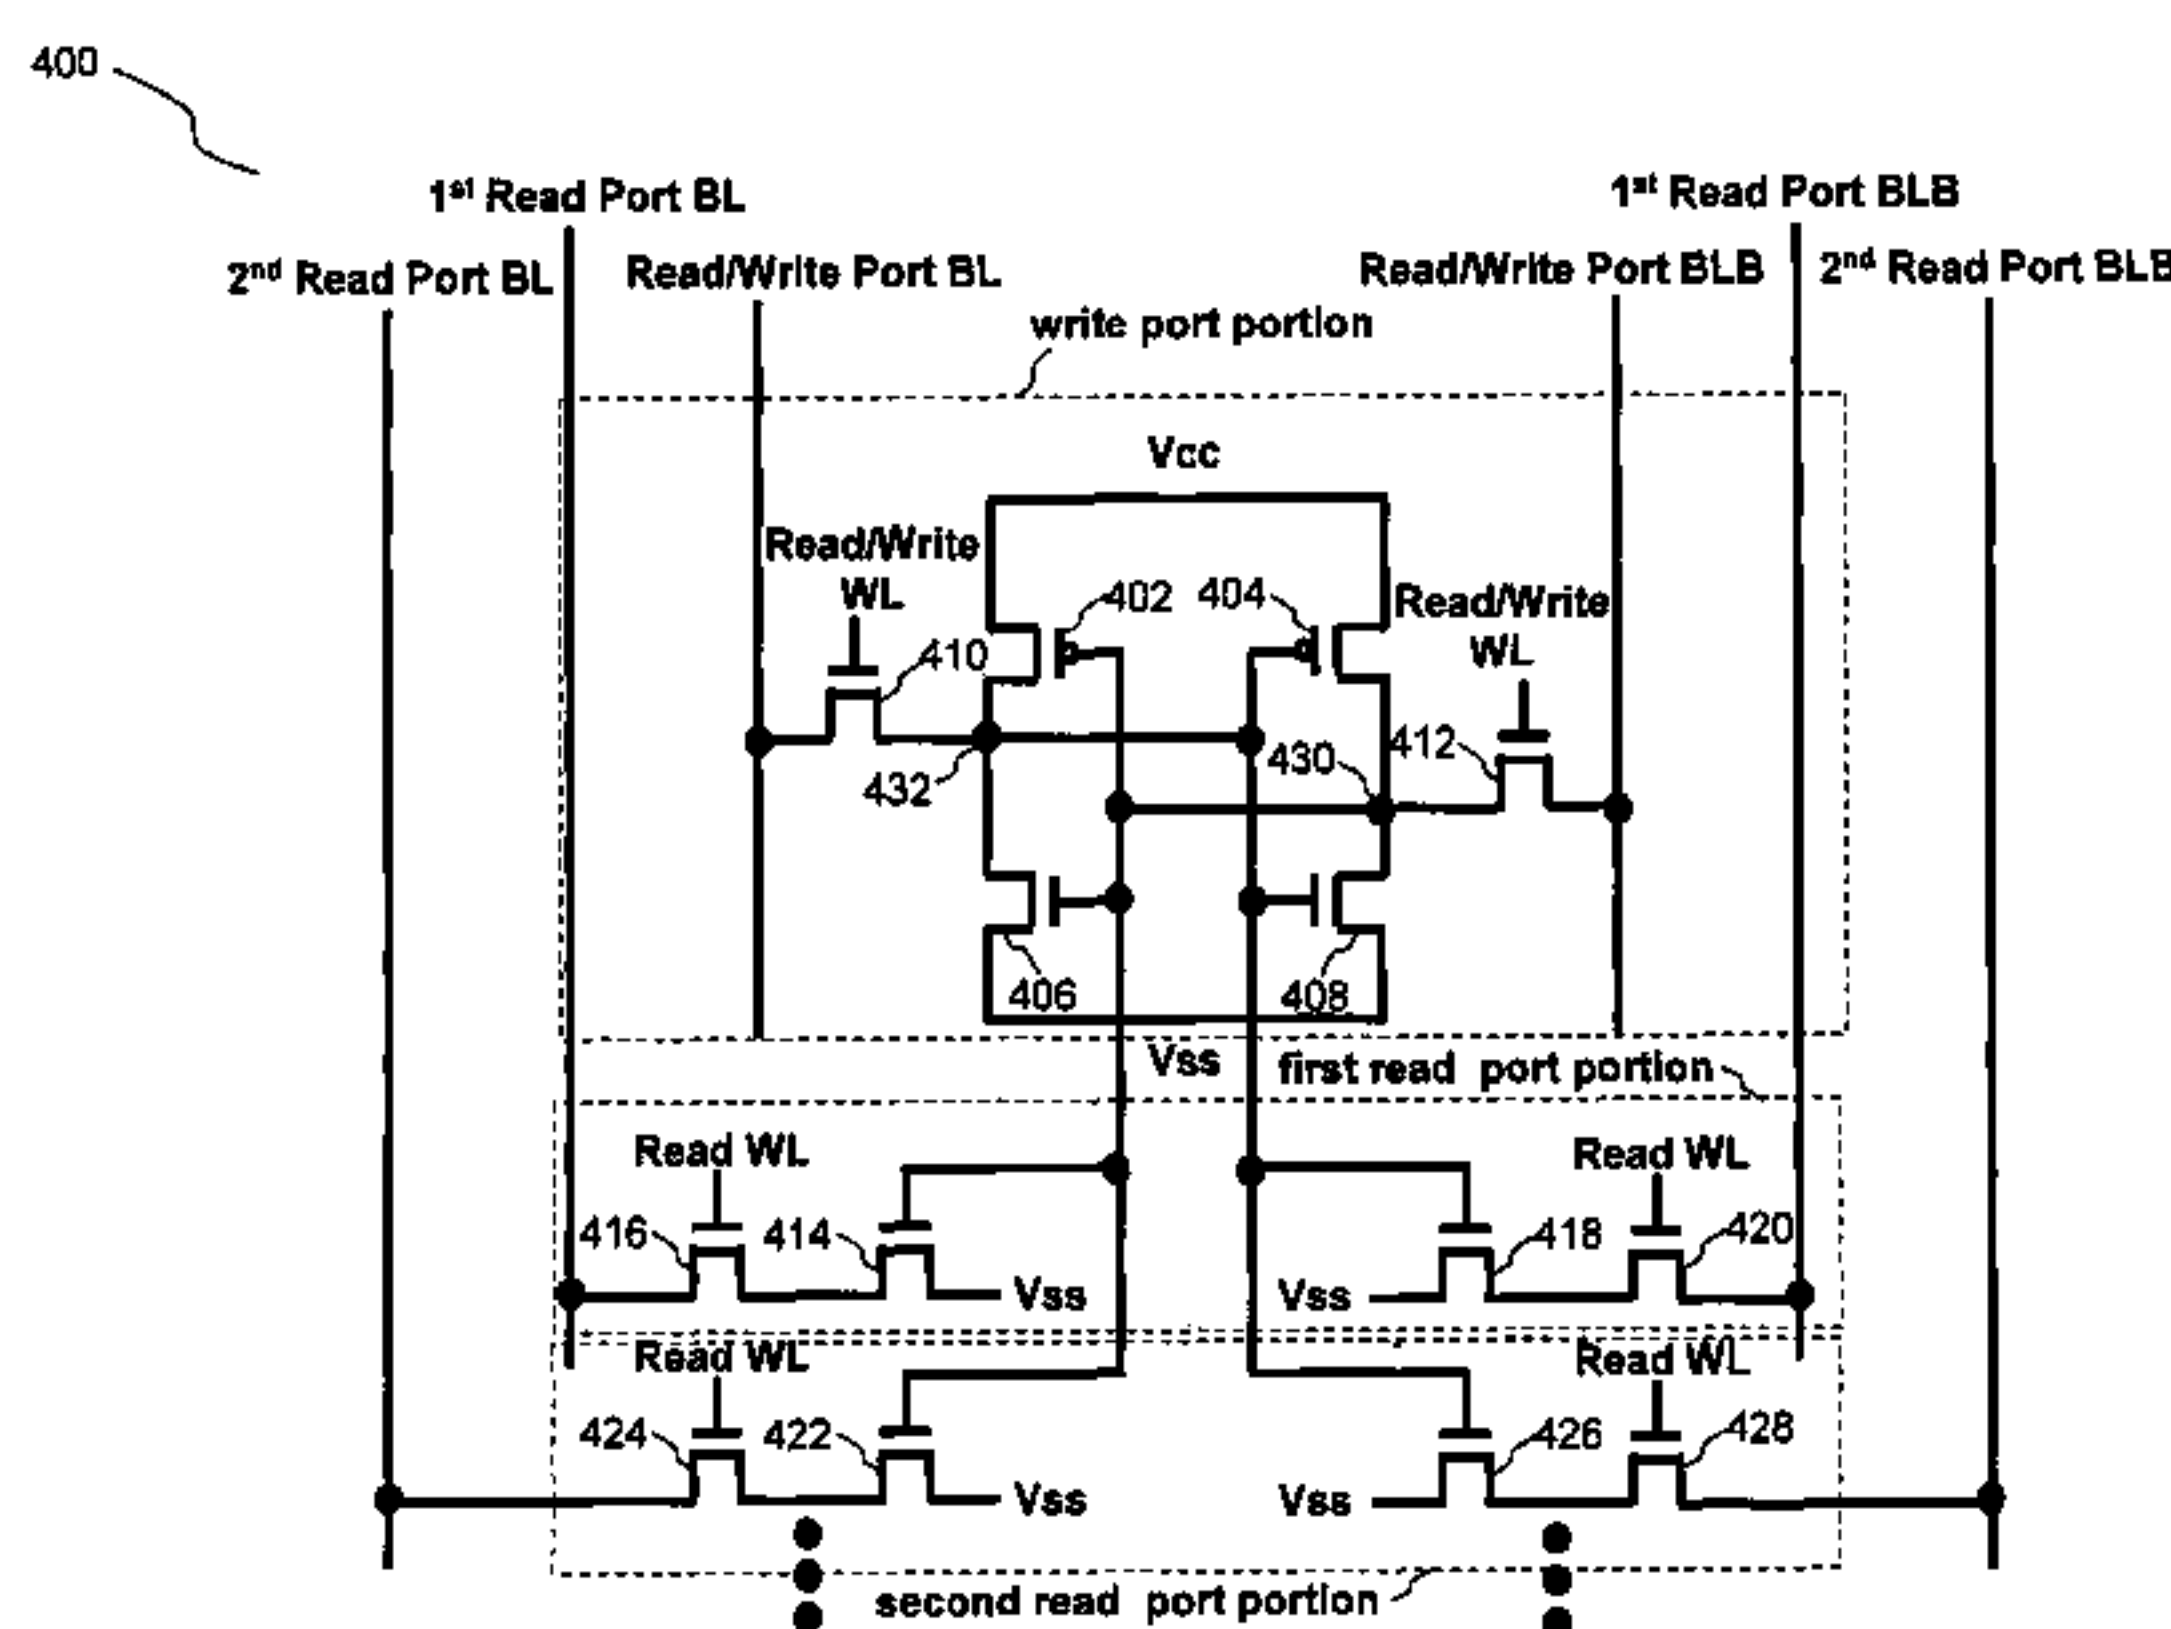 400
1st Read Port BL
1st Read Port BLB
2nd Read Port BL
Read/Write Port BL
Read/Write Port BLB
2nd Read Port BLB
write port portion
Vcc
Read/Write
WL
402
404
Read/Write
WL
410
412
432
430
406
408
Vss
first read port portion
Read WL
Read WL
416
414
418
420
Vss
Vss
Read WL
Read WL
424
422
426
428
Vss
Vss
second read port portion